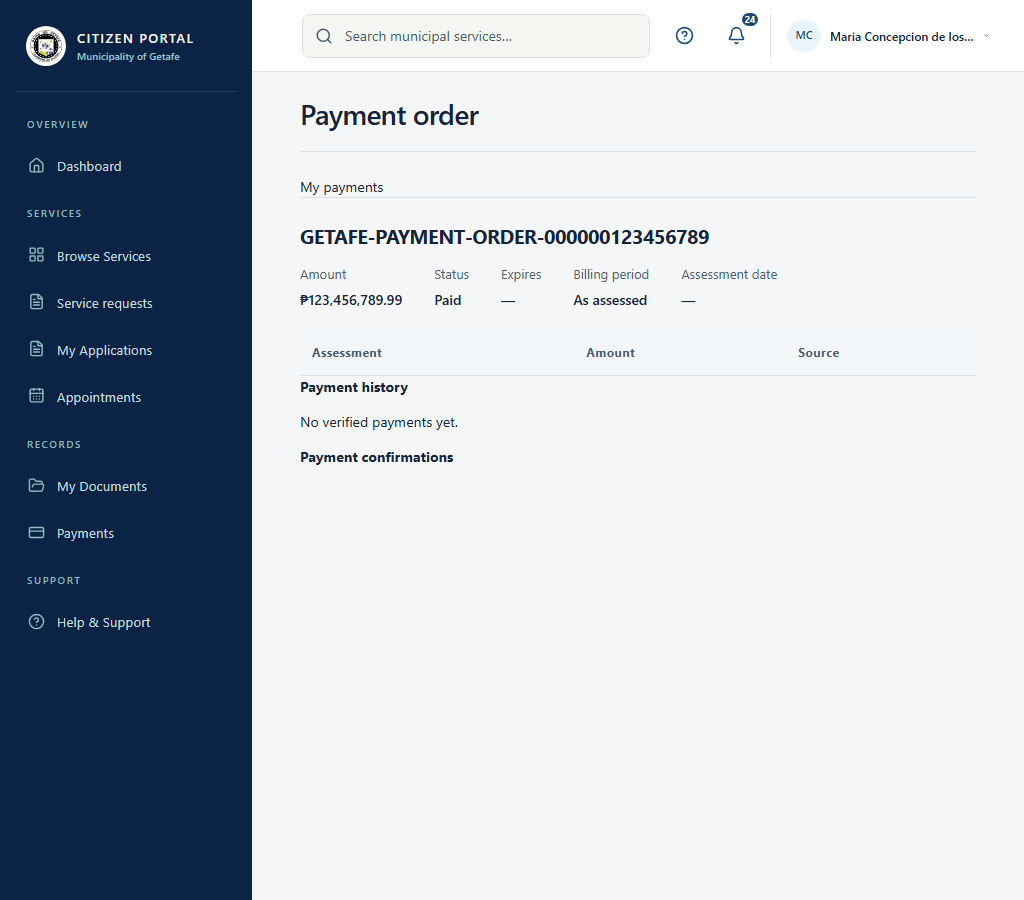 CITIZEN PORTAL
Municipality of Getafe
OVERVIEW
Dashboard
SERVICES
Browse Services
Service requests
My Applications
Appointments
RECORDS
My Documents
Payments
SUPPORT
Help & Support
Search municipal services...
24
MC
Maria Concepcion de los...
Payment order
My payments
GETAFE-PAYMENT-ORDER-000000123456789
Amount Status Expires Billing period Assessment date
₱123,456,789.99 Paid — As assessed —
Assessment Amount Source
Payment history
No verified payments yet.
Payment confirmations